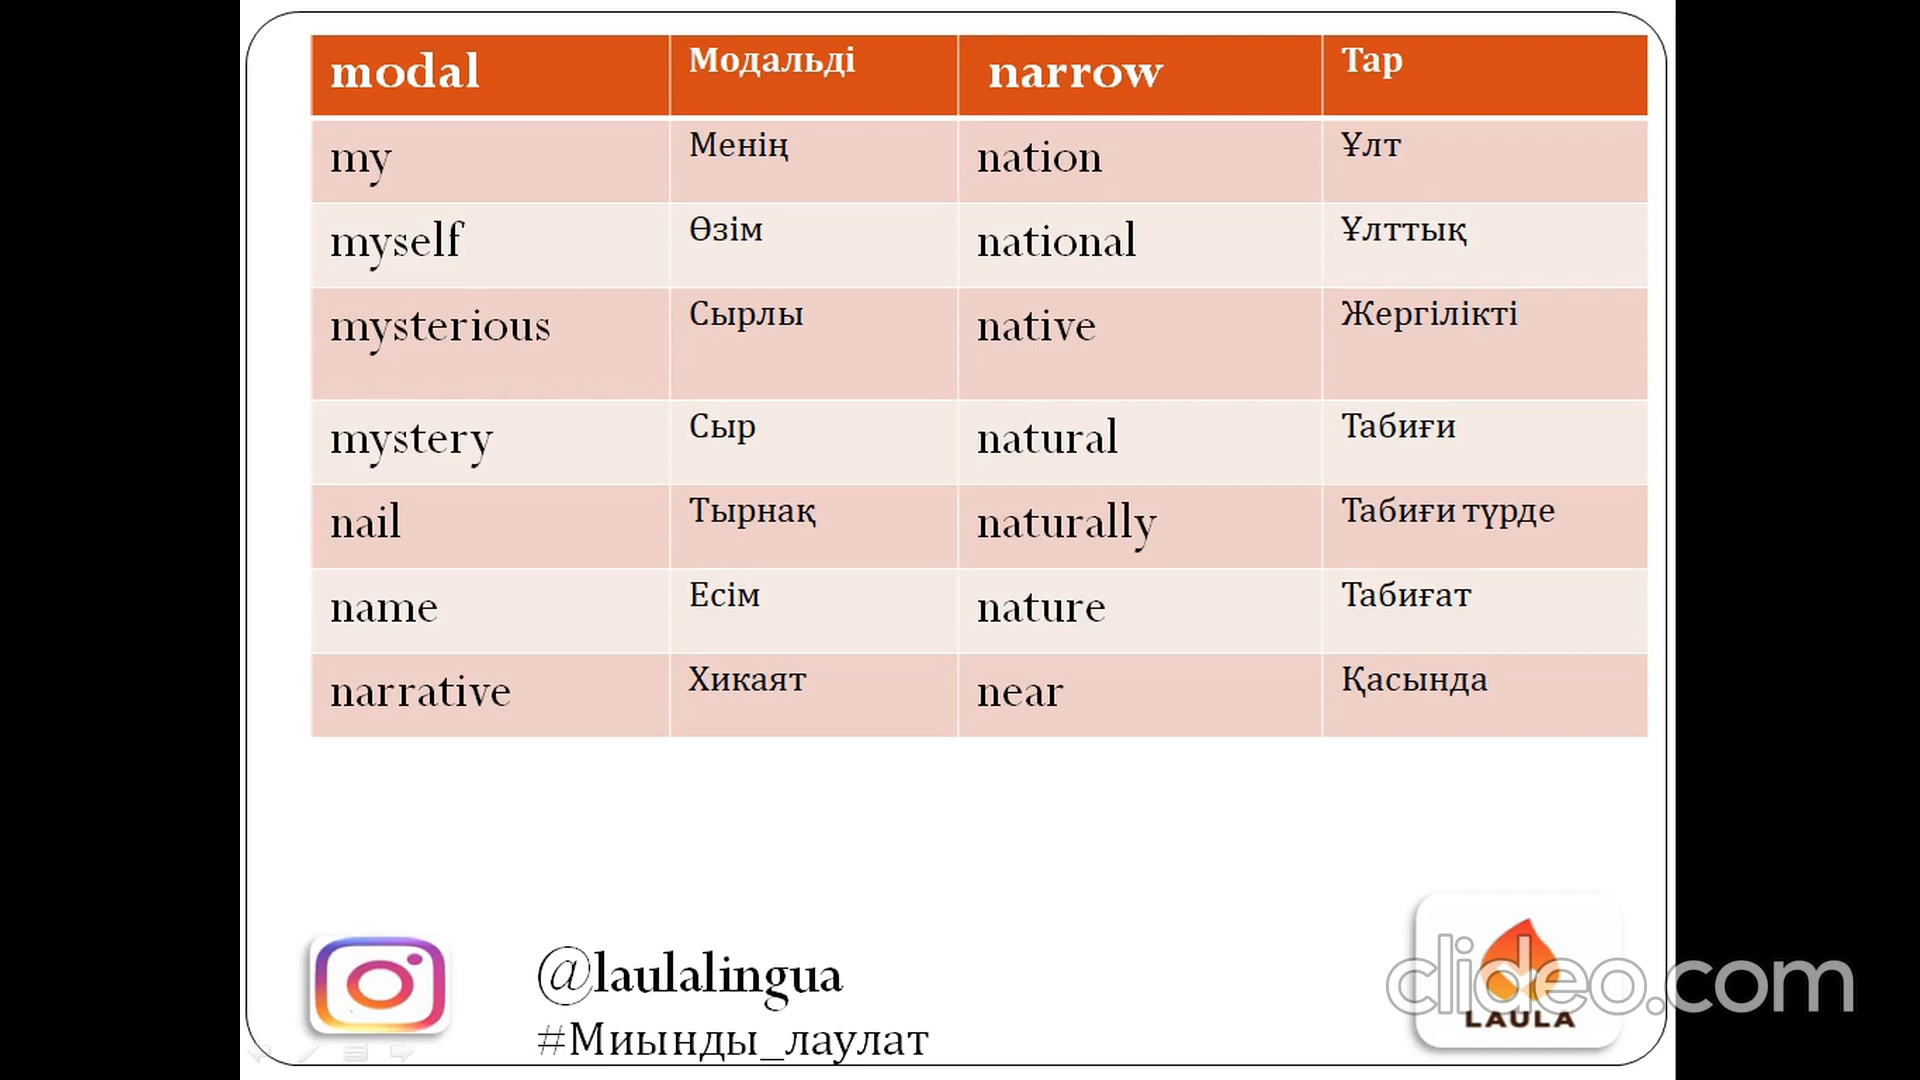 modal Модальді narrow Тар
my Менің nation Ұлт
myself Өзім national Ұлттық
mysterious Сырлы native Жергілікті
mystery Сыр natural Табиғи
nail Тырнақ naturally Табиғи түрде
name Есім nature Табиғат
narrative Хикаят near Қасында
@laulalingua
#Миынды_лаулат
clideo.com
LAULA